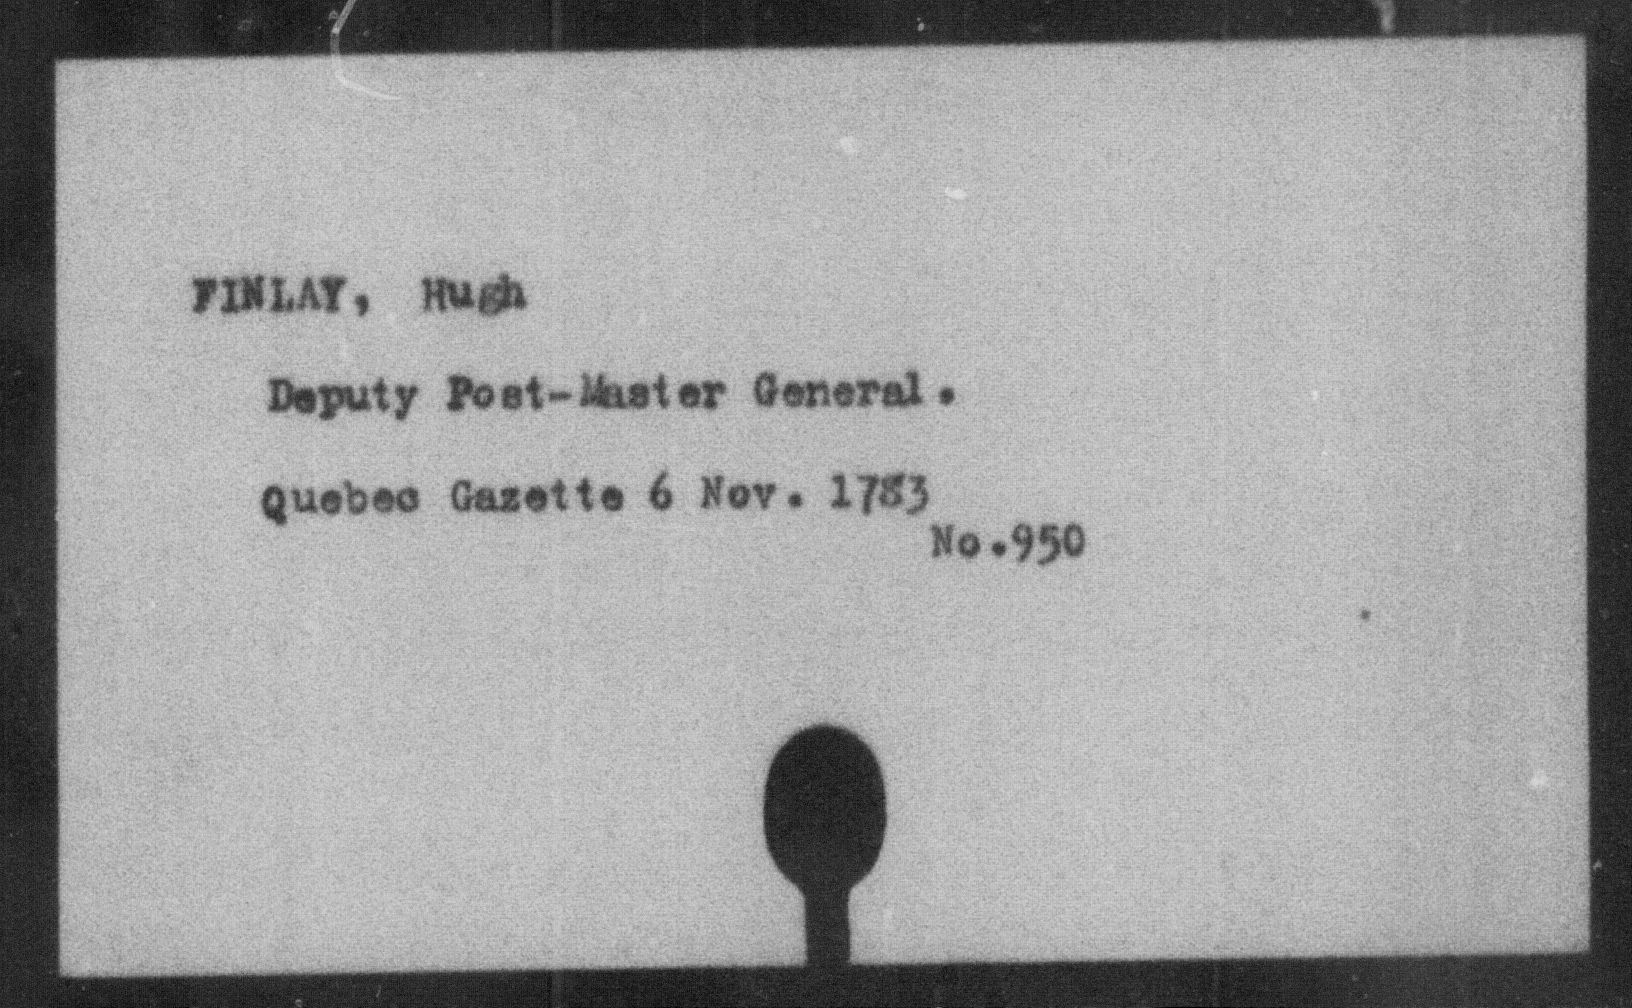 FINLAY, Hugh
Deputy Post-Master General.
Quebec Gazette 6 Nov. 1783
No.950